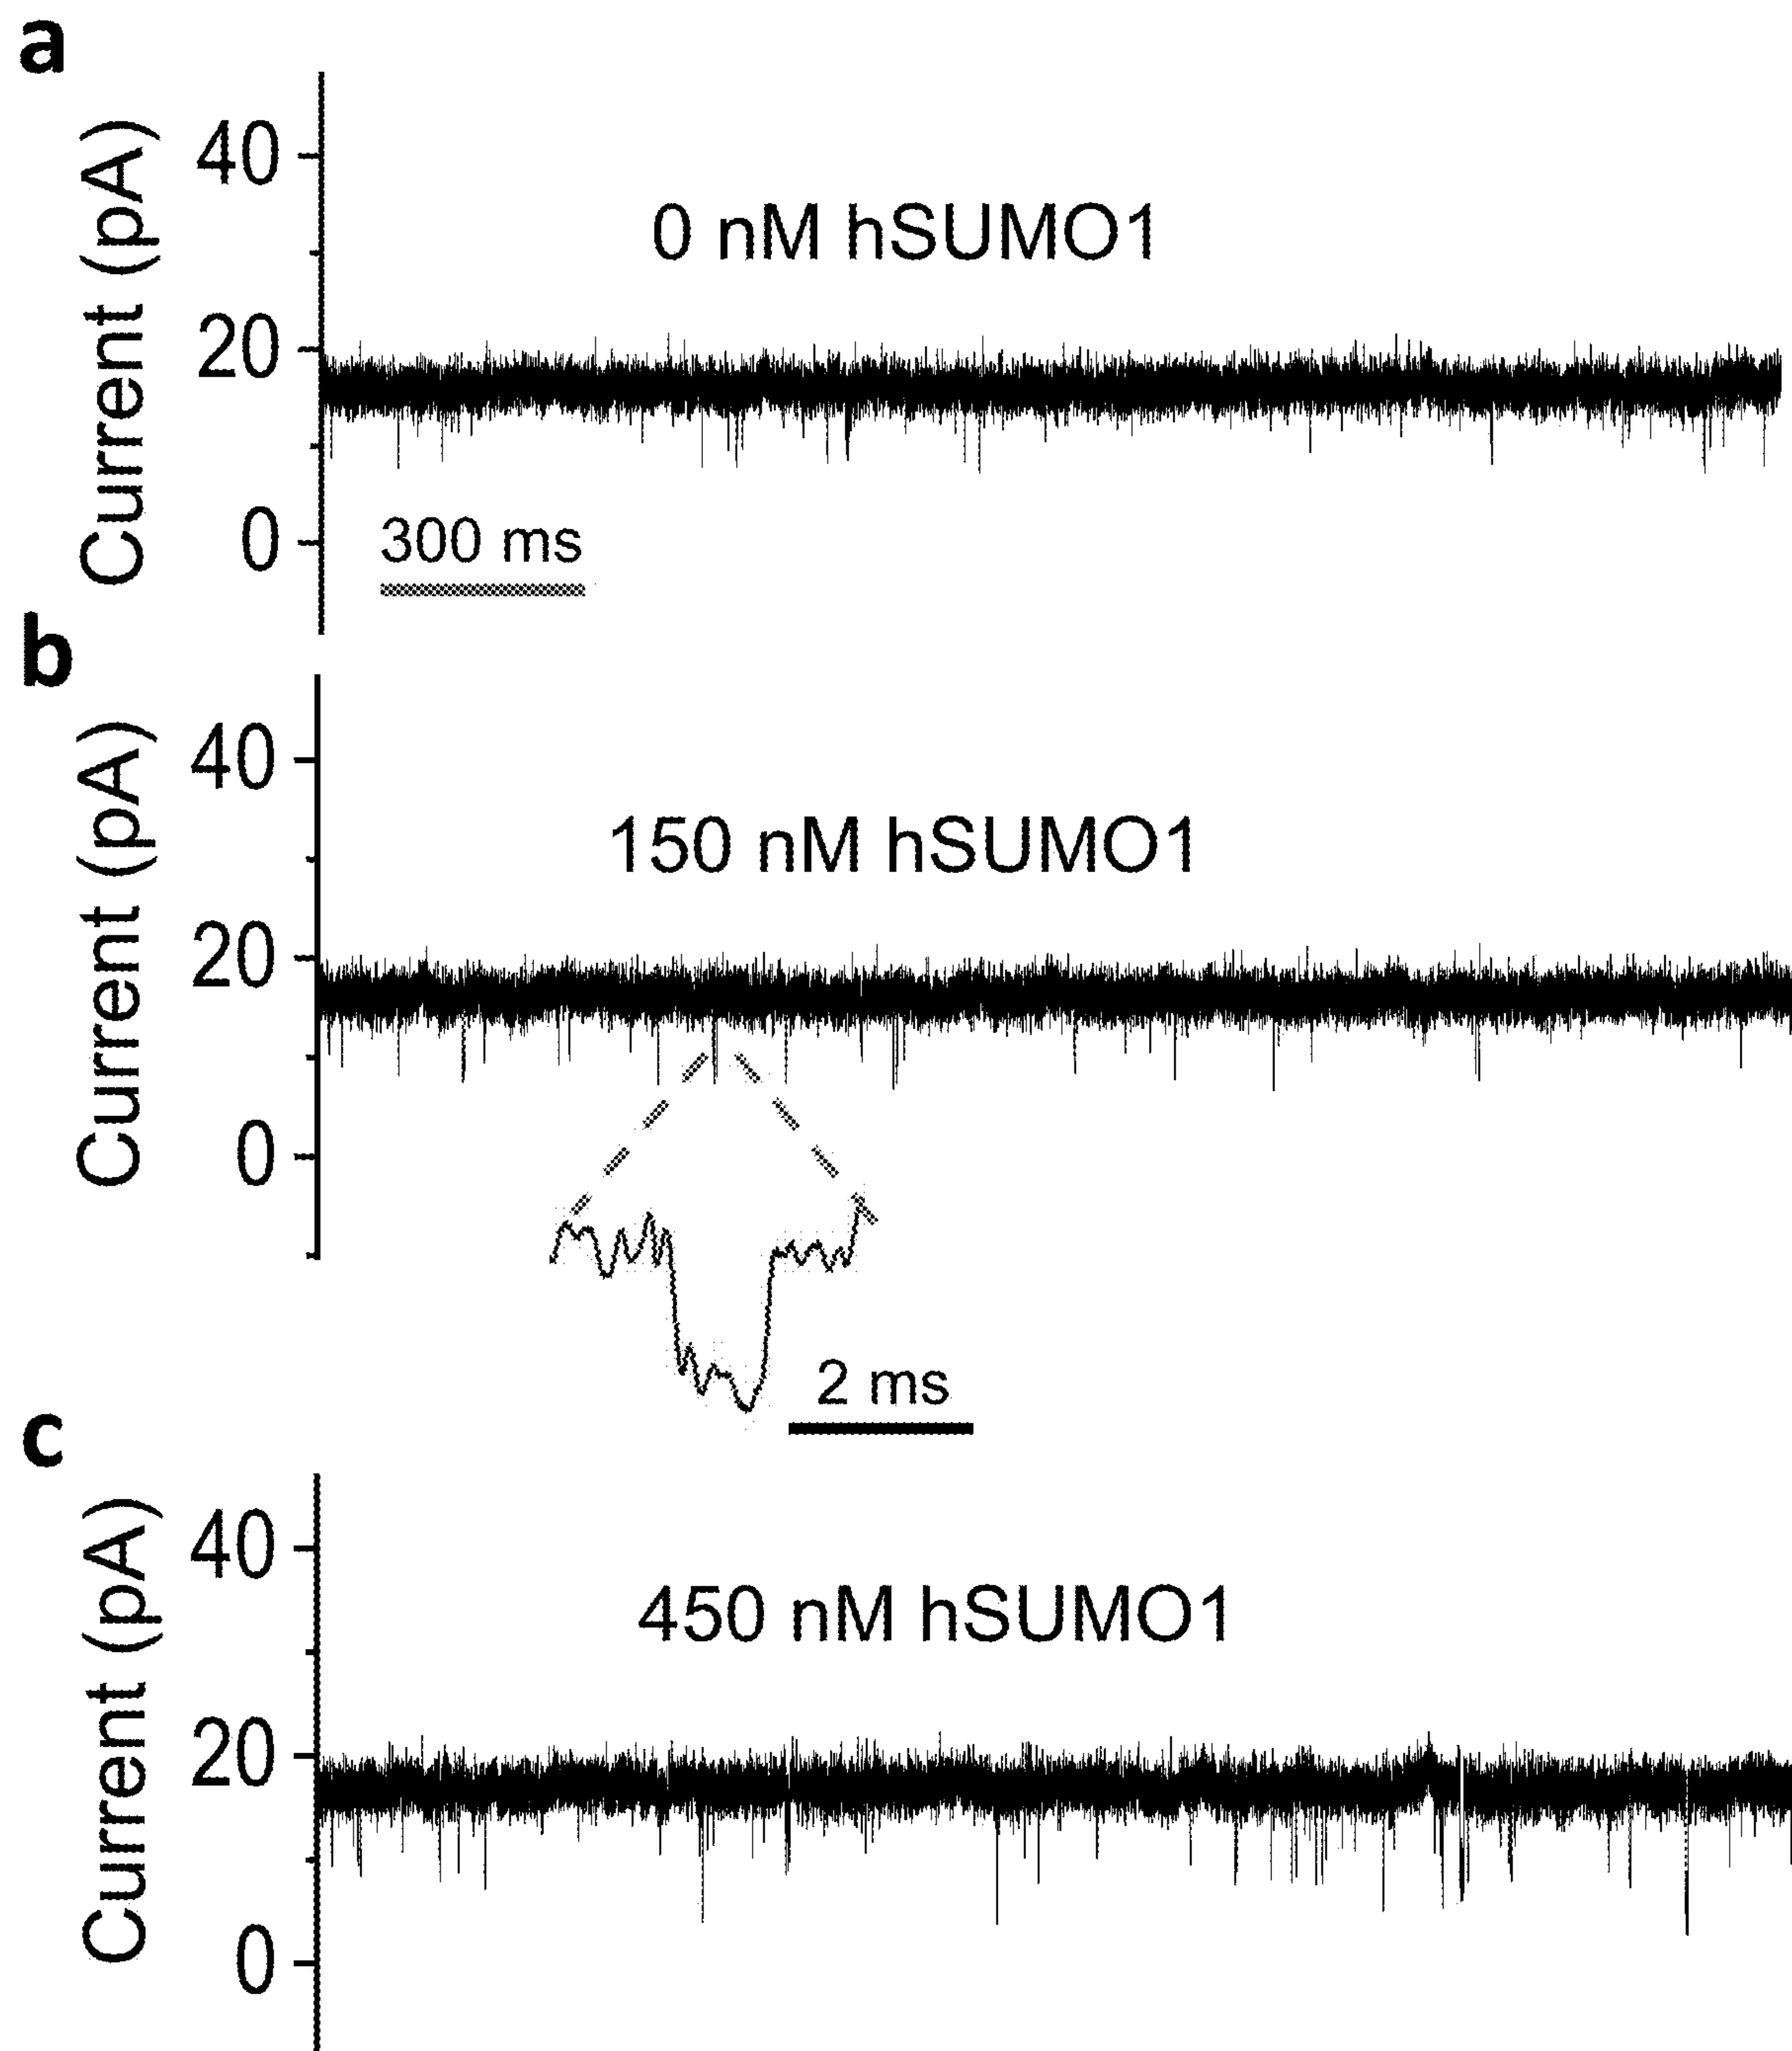 a
Current (pA)
40
20
0
0 nM hSUMO1
300 ms
b
Current (pA)
40
20
0
150 nM hSUMO1
2 ms
c
Current (pA)
40
20
0
450 nM hSUMO1